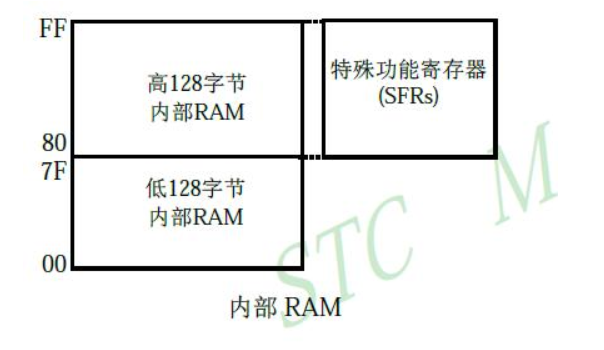 FF
高128字节
内部RAM
特殊功能寄存器
(SFRs)
80
7F
低128字节
内部RAM
00
STC M
内部 RAM